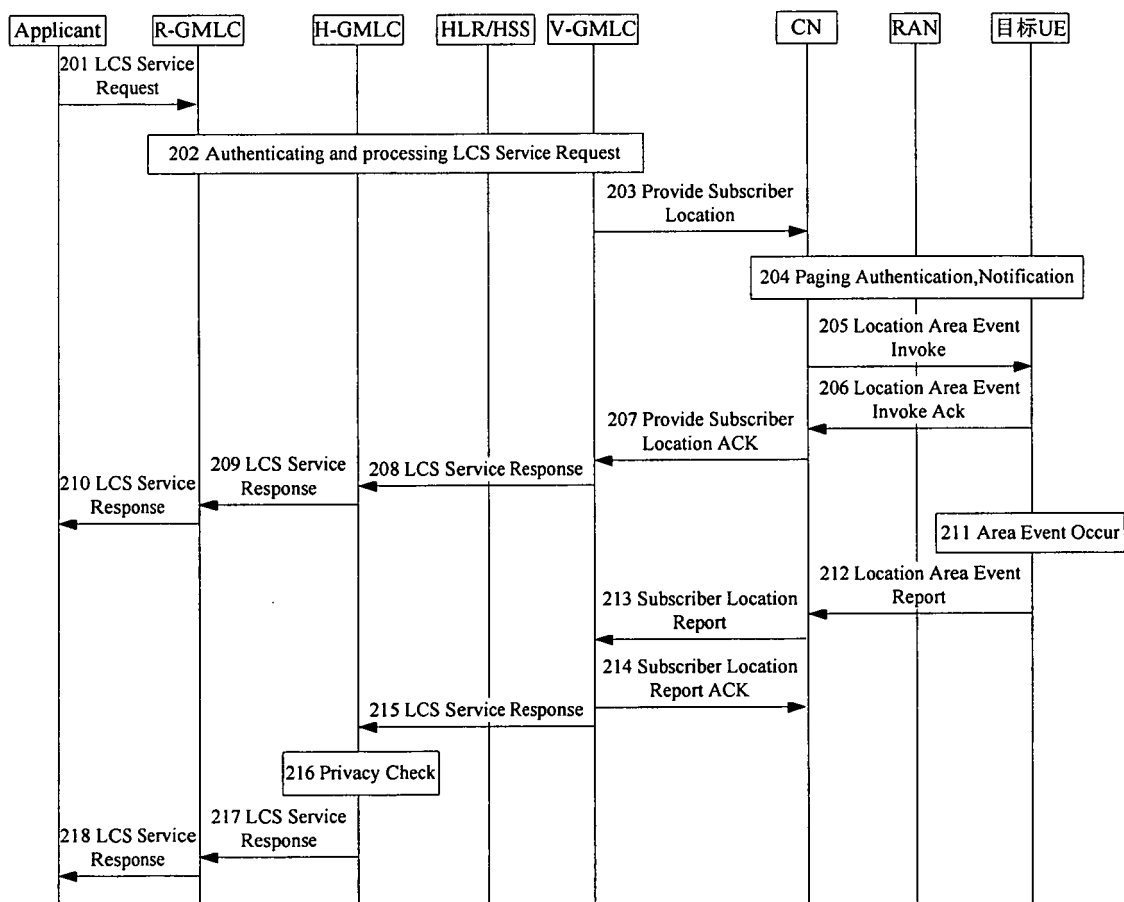 Applicant
R-GMLC
H-GMLC
HLR/HSS
V-GMLC
CN
RAN
目标UE
201 LCS Service
Request
202 Authenticating and processing LCS Service Request
203 Provide Subscriber
Location
204 Paging Authentication,Notification
205 Location Area Event
Invoke
206 Location Area Event
Invoke Ack
207 Provide Subscriber
Location ACK
208 LCS Service Response
209 LCS Service
Response
210 LCS Service
Response
211 Area Event Occur
212 Location Area Event
Report
213 Subscriber Location
Report
214 Subscriber Location
Report ACK
215 LCS Service Response
216 Privacy Check
217 LCS Service
Response
218 LCS Service
Response